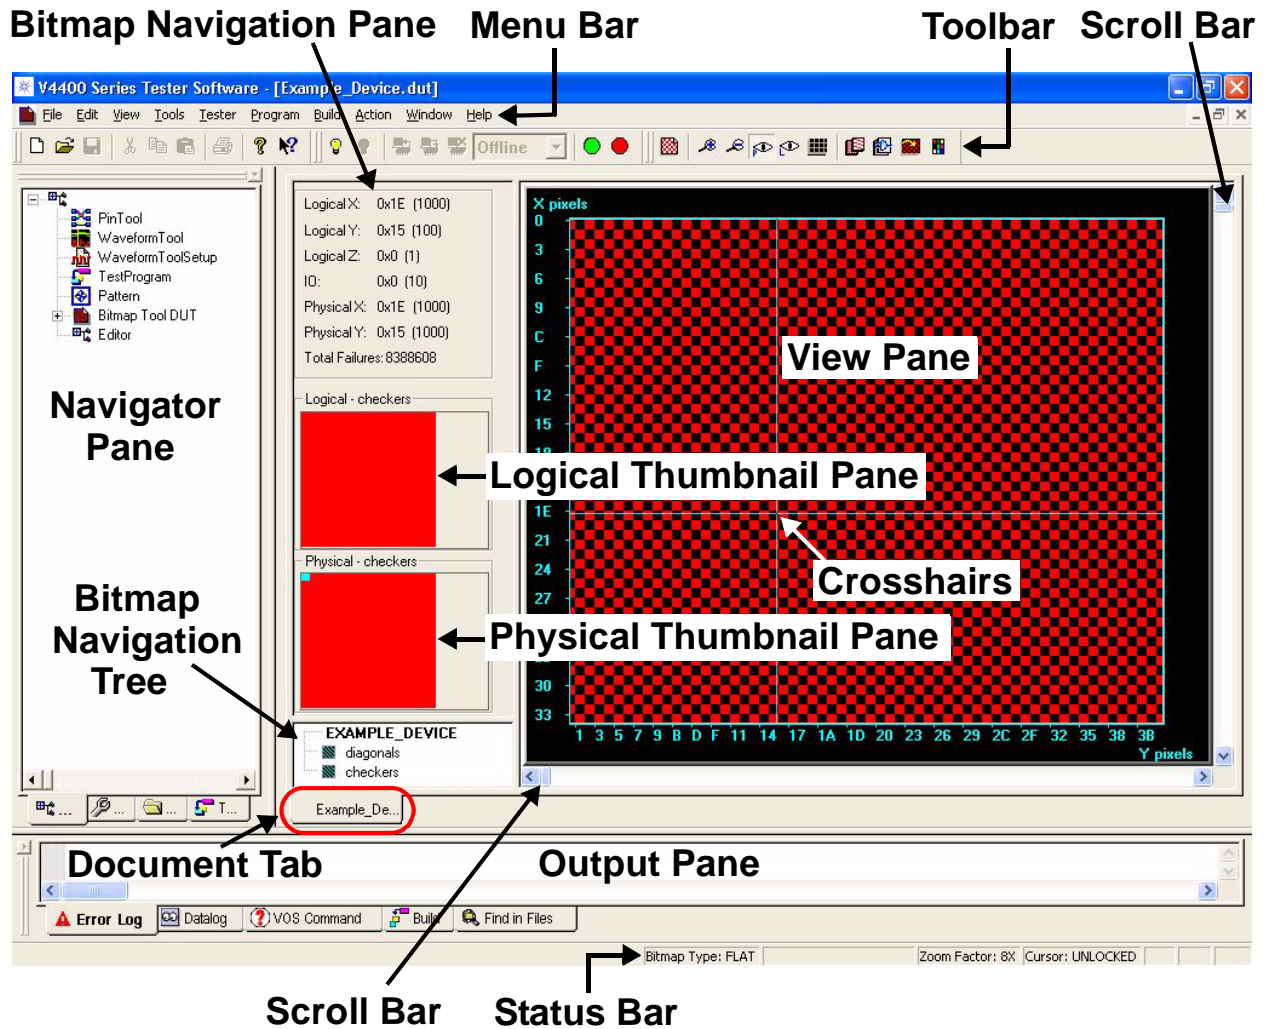 Bitmap Navigation Pane Menu Bar Toolbar Scroll Bar
V4400 Series Tester Software - [Example_Device.dut]
File Edit View Tools Tester Program Build Action Window Help
Offline
PinTool
WaveformTool
WaveformToolSetup
TestProgram
Pattern
Bitmap Tool DUT
Editor
Navigator
Pane
Bitmap
Navigation
Tree
Logical X: 0x1E (1000)
Logical Y: 0x15 (100)
Logical Z: 0x0 (1)
IO: 0x0 (10)
Physical X: 0x1E (1000)
Physical Y: 0x15 (1000)
Total Failures: 8388608
Logical - checkers
Logical Thumbnail Pane
Physical - checkers
Physical Thumbnail Pane
EXAMPLE_DEVICE
diagonals
checkers
X pixels
0
3
6
9
C
F
12
15
1E
21
24
27
30
33
View Pane
Crosshairs
1 3 5 7 9 B D F 11 14 17 1A 1D 20 23 26 29 2C 2F 32 35 38 3B
Y pixels
... ... ... T...
Example_De...
Document Tab
Output Pane
Error Log Datalog VOS Command Build Find in Files
Bitmap Type: FLAT Zoom Factor: 8X Cursor: UNLOCKED
Scroll Bar Status Bar